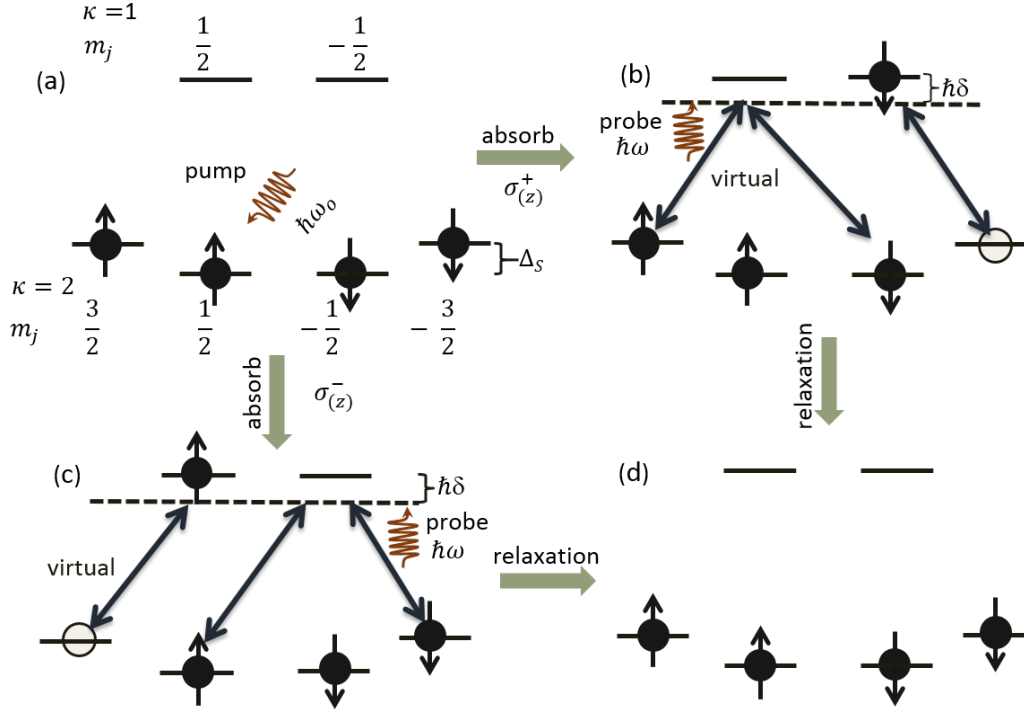 κ =1
m_j 1/2 − 1/2
(a)
pump
ħω₀
Δ_S
κ = 2
m_j 3/2 1/2 − 1/2 − 3/2
absorb
σ⁺_(z)
(b)
ħδ
probe
ħω
virtual
absorb
σ⁻_(z)
relaxation
(c)
ħδ
probe
ħω
virtual
relaxation
(d)